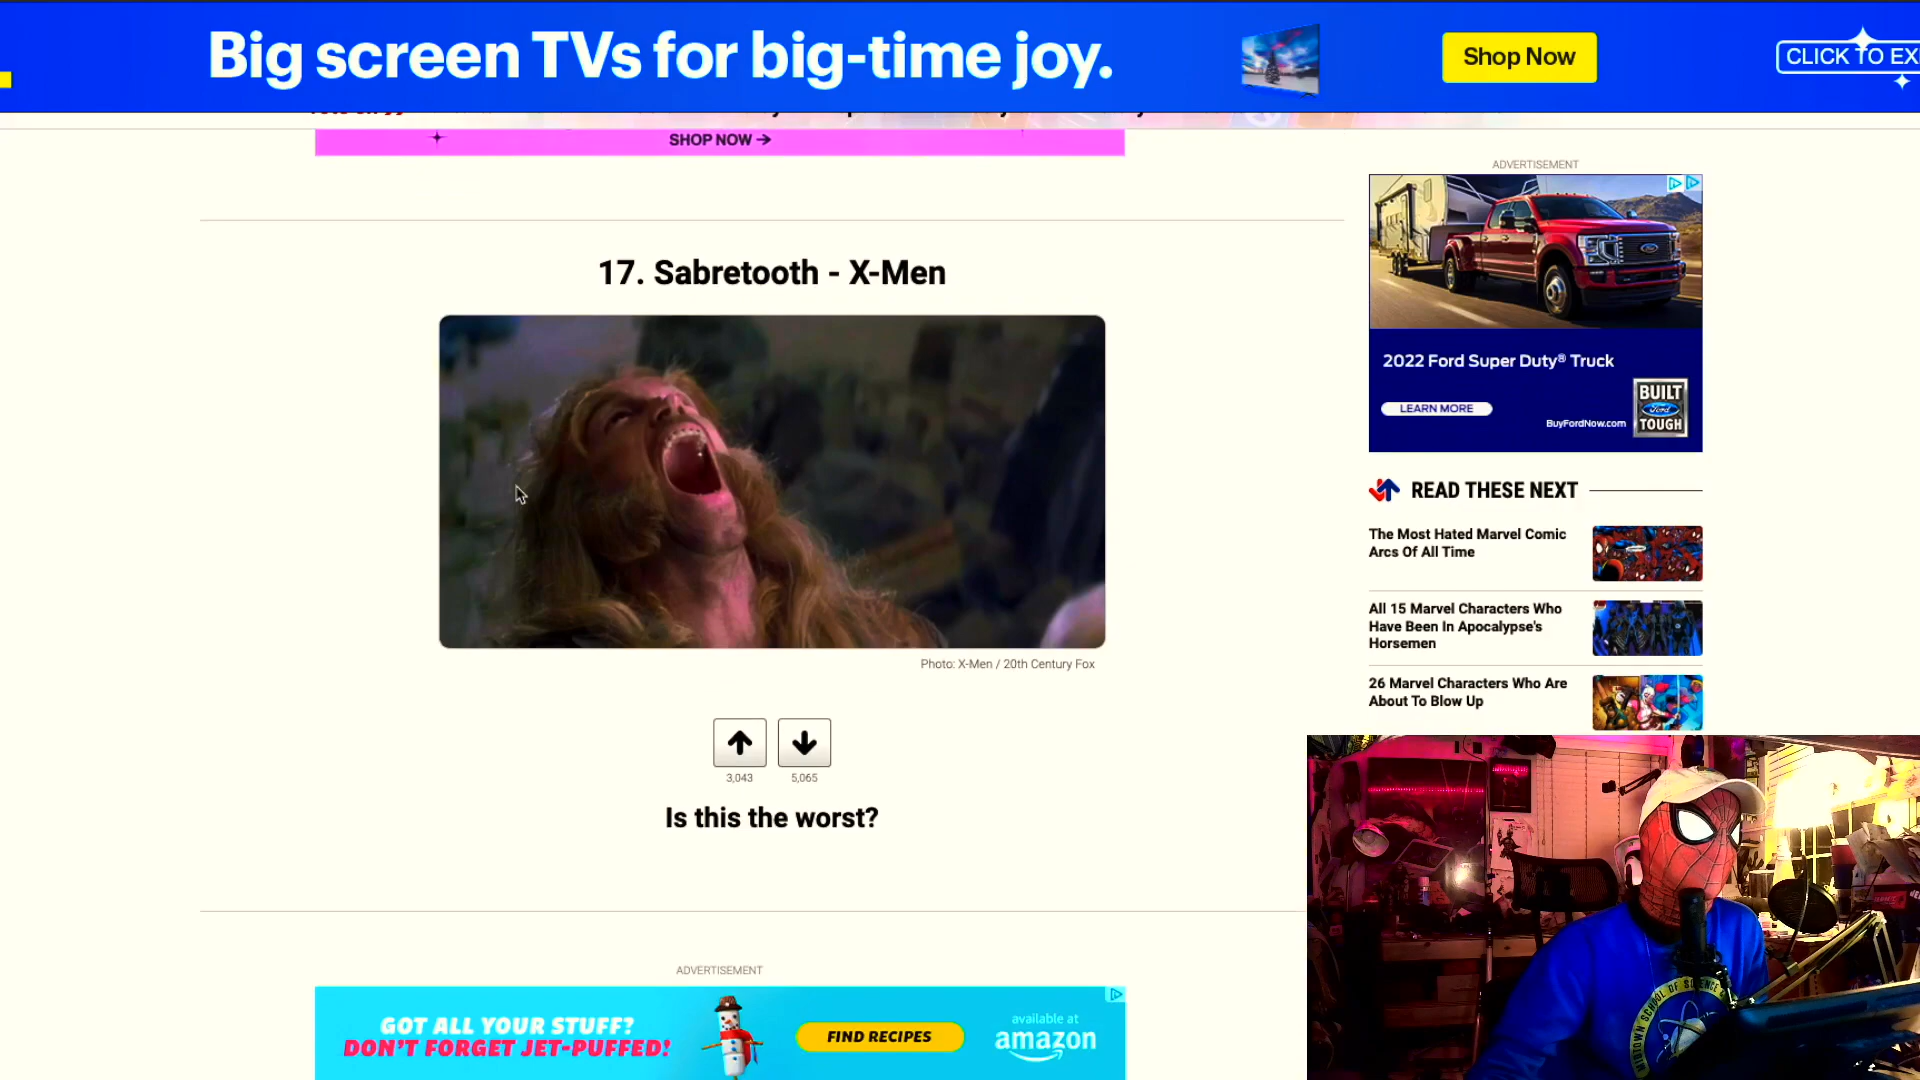 Big screen TVs for big-time joy.
Shop Now
CLICK TO EX
SHOP NOW →
ADVERTISEMENT
17. Sabretooth - X-Men
Photo: X-Men / 20th Century Fox
3,043
5,065
Is this the worst?
2022 Ford Super Duty® Truck
LEARN MORE
BuyFordNow.com
BUILT
Ford
TOUGH
READ THESE NEXT
The Most Hated Marvel Comic
Arcs Of All Time
All 15 Marvel Characters Who
Have Been In Apocalypse's
Horsemen
26 Marvel Characters Who Are
About To Blow Up
ADVERTISEMENT
GOT ALL YOUR STUFF?
DON'T FORGET JET-PUFFED!
FIND RECIPES
available at
amazon
MIDTOWN SCHOOL OF SCIENCE